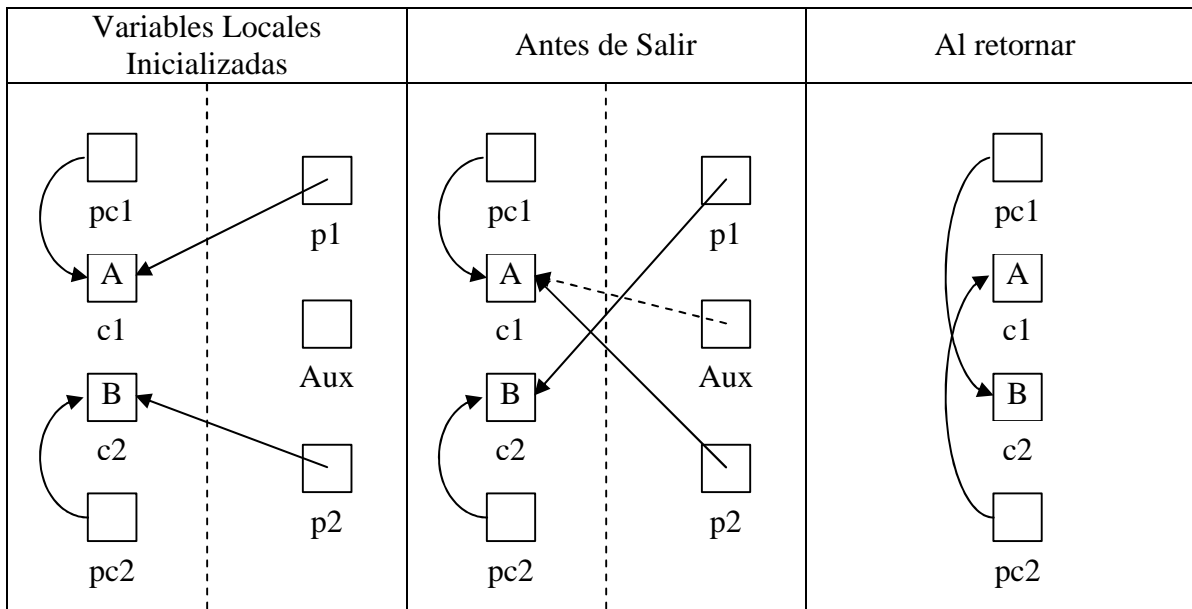 Variables Locales
Inicializadas
Antes de Salir
Al retornar
pc1
p1
A
c1
Aux
B
c2
p2
pc2
pc1
p1
A
c1
Aux
B
c2
p2
pc2
pc1
A
c1
B
c2
pc2